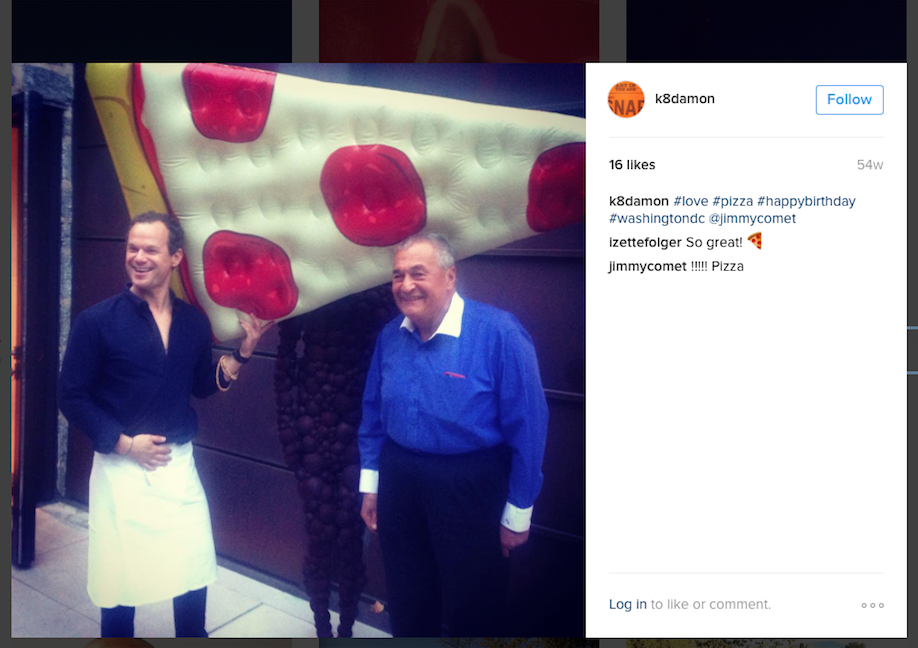 k8damon
Follow
16 likes
54w
k8damon #love #pizza #happybirthday
#washingtondc @jimmycomet
izettefolger So great! 🍕
jimmycomet !!!!! Pizza
Log in to like or comment.